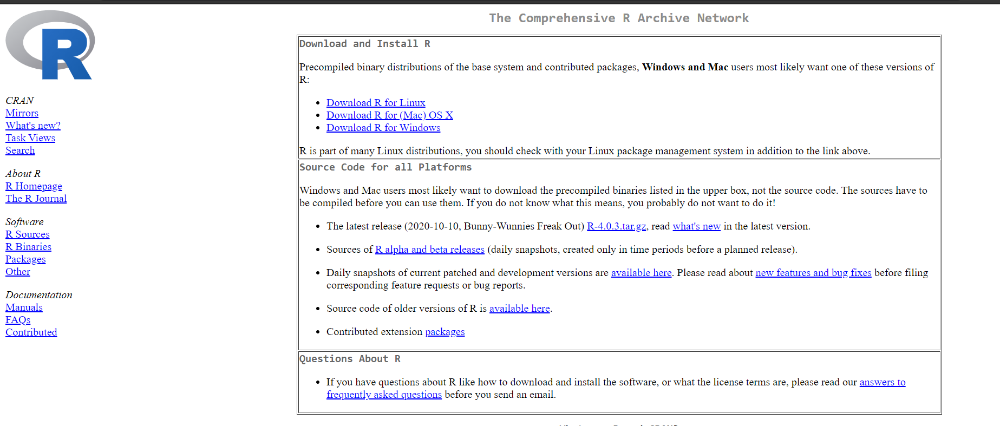 The Comprehensive R Archive Network
R
CRAN
Mirrors
What's new?
Task Views
Search
About R
R Homepage
The R Journal
Software
R Sources
R Binaries
Packages
Other
Documentation
Manuals
FAQs
Contributed
Download and Install R
Precompiled binary distributions of the base system and contributed packages, Windows and Mac users most likely want one of these versions of
R:
• Download R for Linux
• Download R for (Mac) OS X
• Download R for Windows
R is part of many Linux distributions, you should check with your Linux package management system in addition to the link above.
Source Code for all Platforms
Windows and Mac users most likely want to download the precompiled binaries listed in the upper box, not the source code. The sources have to
be compiled before you can use them. If you do not know what this means, you probably do not want to do it!
• The latest release (2020-10-10, Bunny-Wunnies Freak Out) R-4.0.3.tar.gz, read what's new in the latest version.
• Sources of R alpha and beta releases (daily snapshots, created only in time periods before a planned release).
• Daily snapshots of current patched and development versions are available here. Please read about new features and bug fixes before filing
corresponding feature requests or bug reports.
• Source code of older versions of R is available here.
• Contributed extension packages
Questions About R
• If you have questions about R like how to download and install the software, or what the license terms are, please read our answers to
frequently asked questions before you send an email.